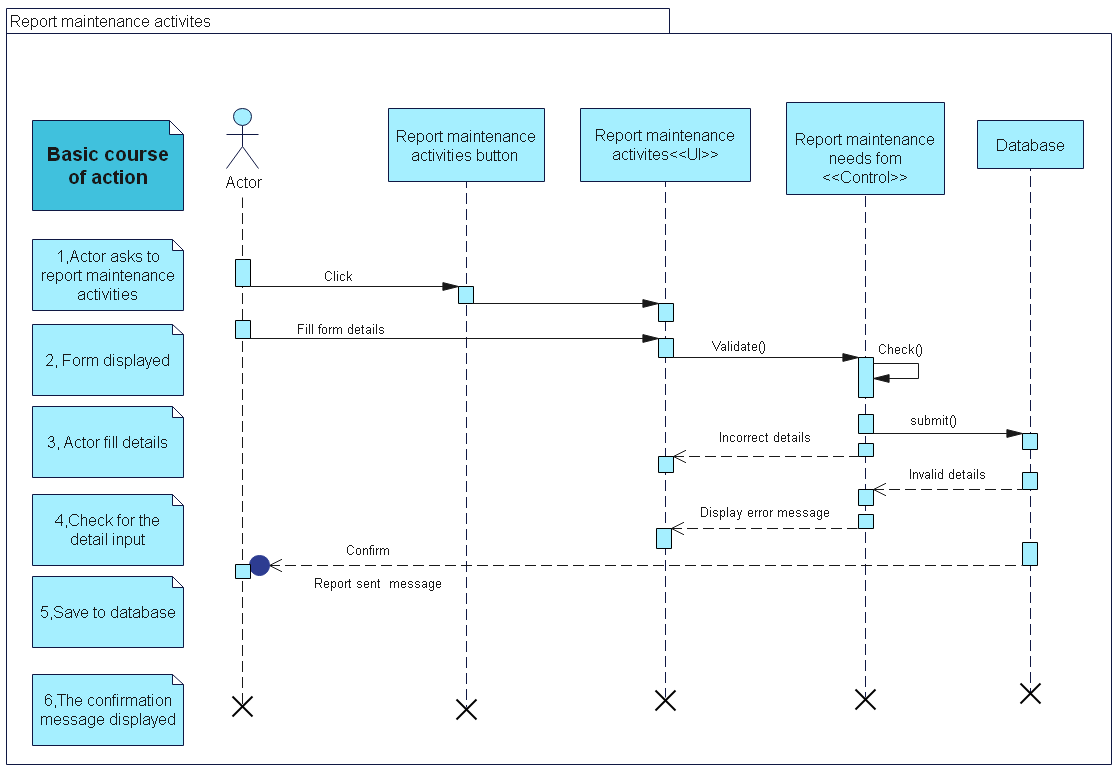 Report maintenance activites
Basic course
of action
Actor
Report maintenance
activities button
Report maintenance
activites<<UI>>
Report maintenance
needs fom
<<Control>>
Database
1,Actor asks to
report maintenance
activities
Click
2, Form displayed
Fill form details
Validate()
Check()
3, Actor fill details
submit()
Incorrect details
Invalid details
4,Check for the
detail input
Display error message
Confirm
Report sent  message
5,Save to database
6,The confirmation
message displayed